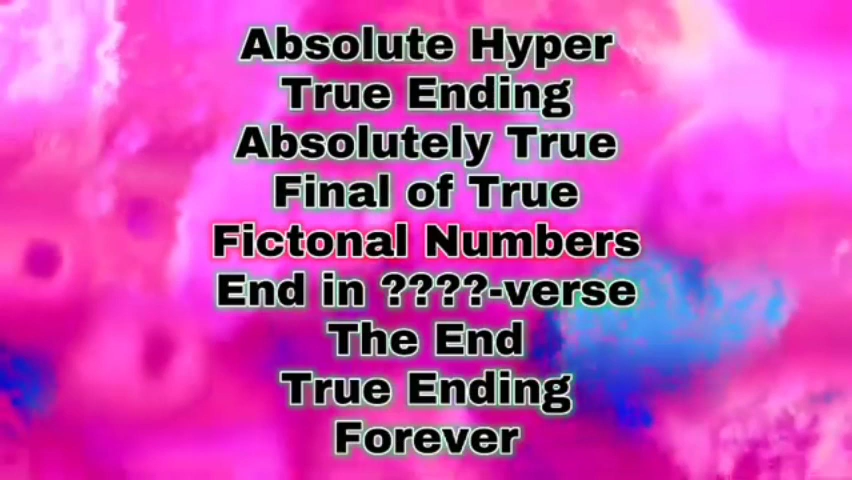 Absolute Hyper
True Ending
Absolutely True
Final of True
Fictonal Numbers
End in ????-verse
The End
True Ending
Forever